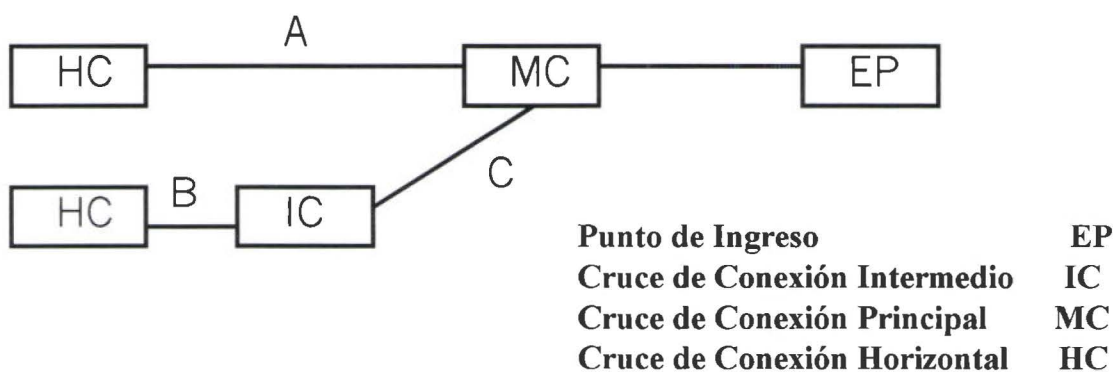 A
HC MC EP
C
HC B IC
Punto de Ingreso EP
Cruce de Conexión Intermedio IC
Cruce de Conexión Principal MC
Cruce de Conexión Horizontal HC